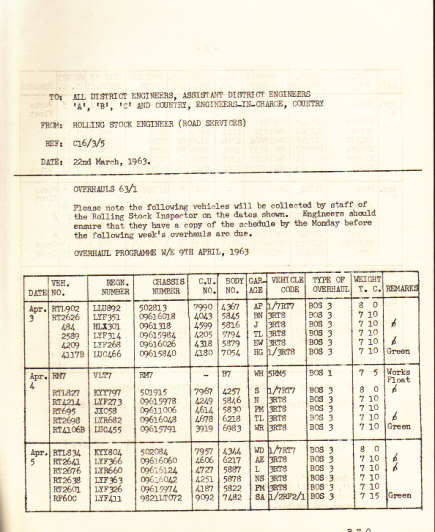 TO: ALL DISTRICT ENGINEERS, ASSISTANT DISTRICT ENGINEERS
'A', 'B', 'C' AND COUNTRY, ENGINEERS-IN-CHARGE, COUNTRY
FROM: ROLLING STOCK ENGINEER (ROAD SERVICES)
REF: C16/3/5
DATE: 22nd March, 1963.
OVERHAULS 63/1
Please note the following vehicles will be collected by staff of
the Rolling Stock Inspector on the dates shown. Engineers should
ensure that they have a copy of the schedule by the Monday before
the following week's overhauls are due.
OVERHAUL PROGRAMME W/E 9TH APRIL, 1963
DATE VEH. NO. REGN. NUMBER CHASSIS NUMBER C.U. NO. BODY NO. GAR-AGE VEHICLE CODE TYPE OF OVERHAUL WEIGHT T. C. REMARKS
Apr. 3 RTL902 LLU892 502813 7990 4367 AF 1/7RT7 BOS 3 8 0
RT2626 LYF351 09616018 4043 5845 BN 3RT8 BOS 3 7 10
484 HLX301 0961318 4599 5816 J 3RT8 BOS 3 7 10
2589 LYF314 09615984 4205 5794 TL 3RT8 BOS 3 7 10
4209 LYF268 09616026 4318 5879 EW 3RT8 BOS 3 7 10
4117B LUC466 09615840 4180 7054 HG 1/3RT8 BOS 3 7 10 Green
Apr. 4 RM7 VLT7 RM7 - B7 WH 5RM5 BOS 1 7 5 Works Float
RTL827 KYY797 501915 7967 4257 S 1/7RT7 BOS 3 8 0
RT4214 LYF273 09615978 4249 5846 N 3RT8 BOS 3 7 10
RT695 JXC58 09611006 4614 5830 PM 3RT8 BOS 3 7 10
RT2698 LYR682 09616048 4678 6218 TL 3RT8 BOS 3 7 10
RT4106B LUC455 09615791 3919 6983 WR 3RT8 BOS 3 7 10 Green
Apr. 5 RTL834 KYY804 502084 7957 4344 WD 1/7RT7 BOS 3 8 0
RT2641 LYF366 09616060 4606 6217 AE 3RT8 BOS 3 7 10
RT2676 LYR660 09616124 4727 5887 L 3RT8 BOS 3 7 10
RT2638 LYF363 09616042 4251 5878 NS 3RT8 BOS 3 7 10
RT2601 LYF326 09615974 4187 5822 PM 3RT8 BOS 3 7 10
RF60C LYF411 9821LT072 9092 7482 SA 1/2RF2/1 BOS 3 7 15 Green